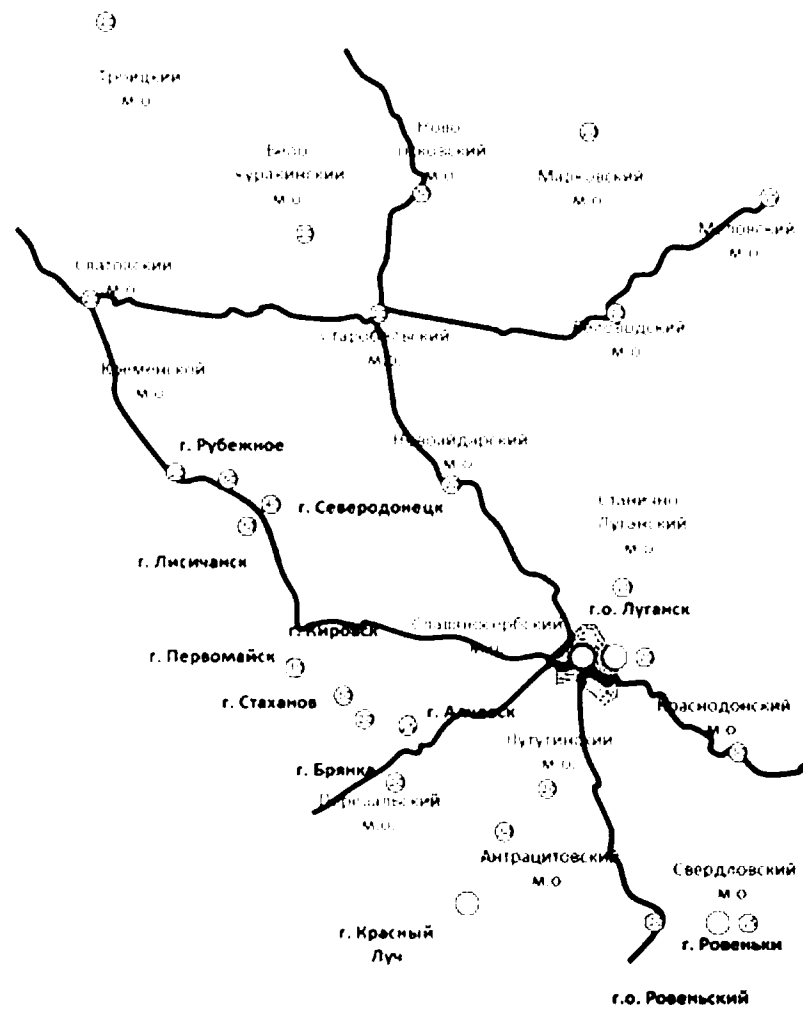 Троицкий
м.о.
Ново
псковский
м.о.
Бело
куракинский
м.о.
Марковский
м.о.
Меловский
м.о.
Сватовский
м.о.
Старобельский
м.о.
Беловодский
м.о.
Кременской
м.о.
Новоайдарский
м.о.
г. Рубежное
г. Северодонецк
Станично
Луганский
м.о.
г. Лисичанск
г.о. Луганск
Славяносербский
м.о.
г. Кировск
г. Первомайск
г. Стаханов
г. Алчевск
Краснодонский
м.о
Лутугинский
м.о.
г. Брянка
Перевальский
м.о.
Антрацитовский
м.о
Свердловский
м.о
г. Красный
Луч
г. Ровеньки
г.о. Ровеньский